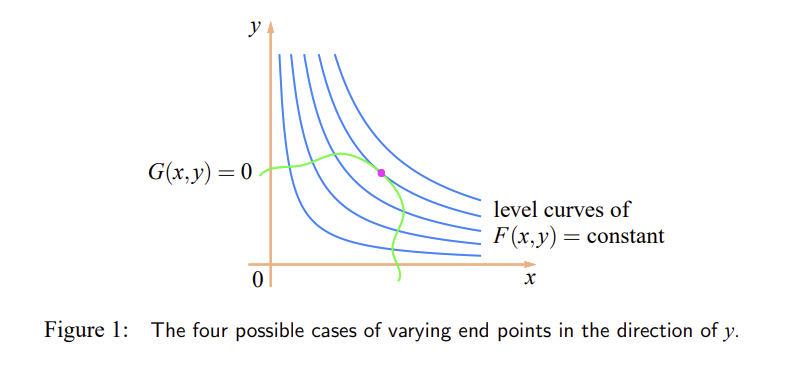 y
G(x,y) = 0
level curves of
F(x,y) = constant
0
x
Figure 1: The four possible cases of varying end points in the direction of y.